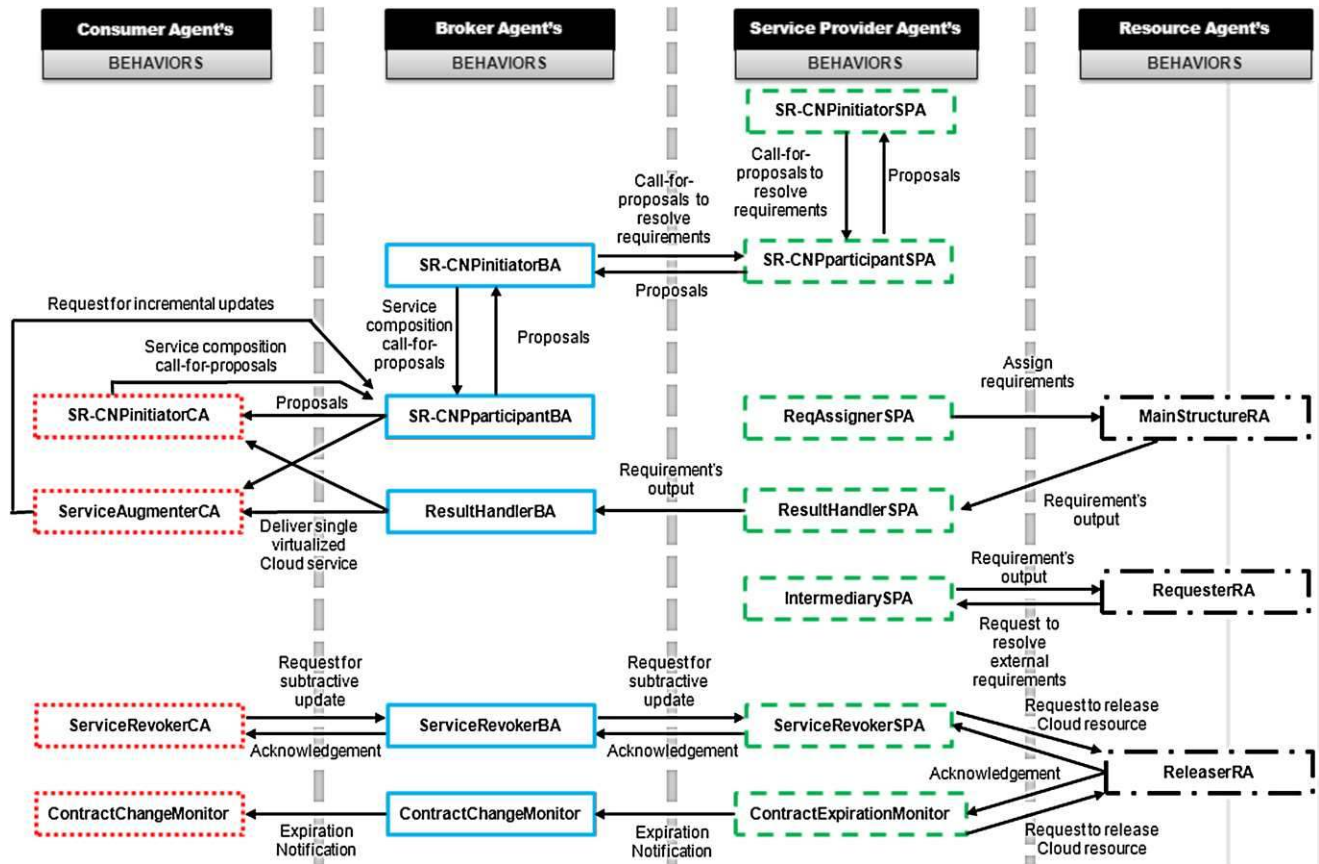 Consumer Agent's
BEHAVIORS
Broker Agent's
BEHAVIORS
Service Provider Agent's
BEHAVIORS
Resource Agent's
BEHAVIORS
SR-CNPinitiatorSPA
Call-for-
proposals to
resolve
requirements
Proposals
Call-for-
proposals to
resolve
requirements
SR-CNPinitiatorBA
SR-CNPparticipantSPA
Proposals
Request for incremental updates
Service
composition
call-for-
proposals
Proposals
Service composition
call-for-proposals
Assign
requirements
SR-CNPinitiatorCA
Proposals
SR-CNPparticipantBA
ReqAssignerSPA
MainStructureRA
Requirement's
output
ServiceAugmenterCA
Deliver single
virtualized
Cloud service
ResultHandlerBA
ResultHandlerSPA
Requirement's
output
Requirement's
output
IntermediarySPA
RequesterRA
Request to
resolve
external
requirements
Request for
subtractive
update
Request for
subtractive
update
ServiceRevokerCA
Acknowledgement
ServiceRevokerBA
Acknowledgement
ServiceRevokerSPA
Request to release
Cloud resource
Acknowledgement
ReleaserRA
ContractChangeMonitor
Expiration
Notification
ContractChangeMonitor
Expiration
Notification
ContractExpirationMonitor
Request to release
Cloud resource